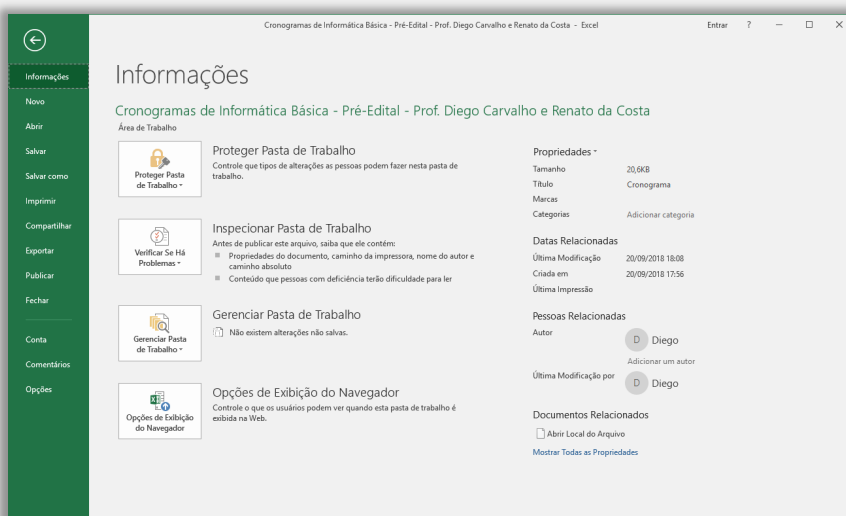 Cronogramas de Informática Básica - Pré-Edital - Prof. Diego Carvalho e Renato da Costa - Excel
Entrar
?
Informações
Novo
Abrir
Salvar
Salvar como
Imprimir
Compartilhar
Exportar
Publicar
Fechar
Conta
Comentários
Opções
Informações
Cronogramas de Informática Básica - Pré-Edital - Prof. Diego Carvalho e Renato da Costa
Área de Trabalho
Proteger Pasta
de Trabalho
Proteger Pasta de Trabalho
Controle que tipos de alterações as pessoas podem fazer nesta pasta de
trabalho.
Verificar Se Há
Problemas
Inspecionar Pasta de Trabalho
Antes de publicar este arquivo, saiba que ele contém:
Propriedades do documento, caminho da impressora, nome do autor e
caminho absoluto
Conteúdo que pessoas com deficiência terão dificuldade para ler
Gerenciar Pasta
de Trabalho
Gerenciar Pasta de Trabalho
Não existem alterações não salvas.
Opções de Exibição
do Navegador
Opções de Exibição do Navegador
Controle o que os usuários podem ver quando esta pasta de trabalho é
exibida na Web.
Propriedades
Tamanho 20,6KB
Título Cronograma
Marcas
Categorias Adicionar categoria
Datas Relacionadas
Última Modificação 20/09/2018 18:08
Criada em 20/09/2018 17:56
Última Impressão
Pessoas Relacionadas
Autor
D Diego
Adicionar um autor
Última Modificação por
D Diego
Documentos Relacionados
Abrir Local do Arquivo
Mostrar Todas as Propriedades